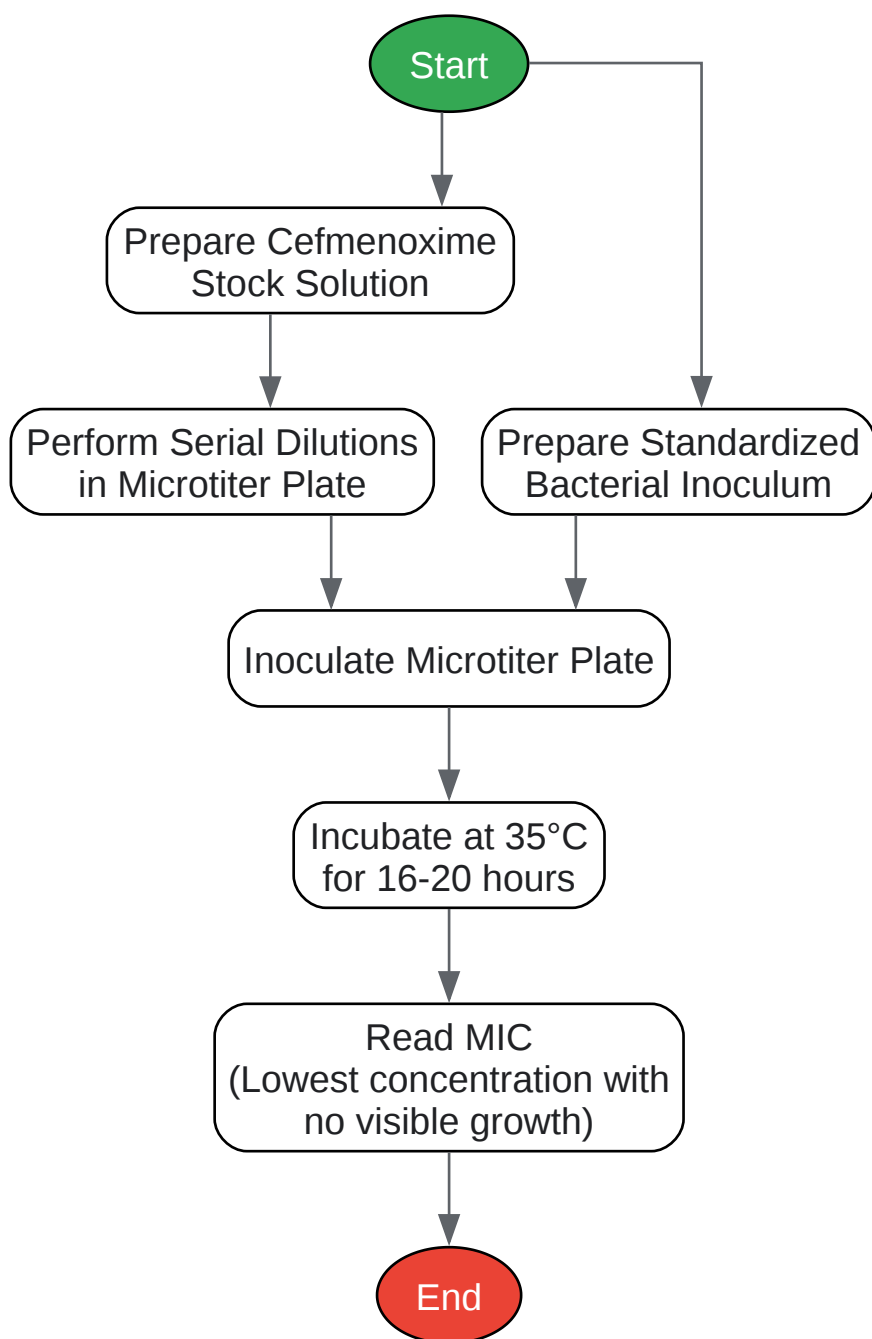 Start
Prepare Cefmenoxime
Stock Solution
Perform Serial Dilutions
in Microtiter Plate
Prepare Standardized
Bacterial Inoculum
Inoculate Microtiter Plate
Incubate at 35°C
for 16-20 hours
Read MIC
(Lowest concentration with
no visible growth)
End